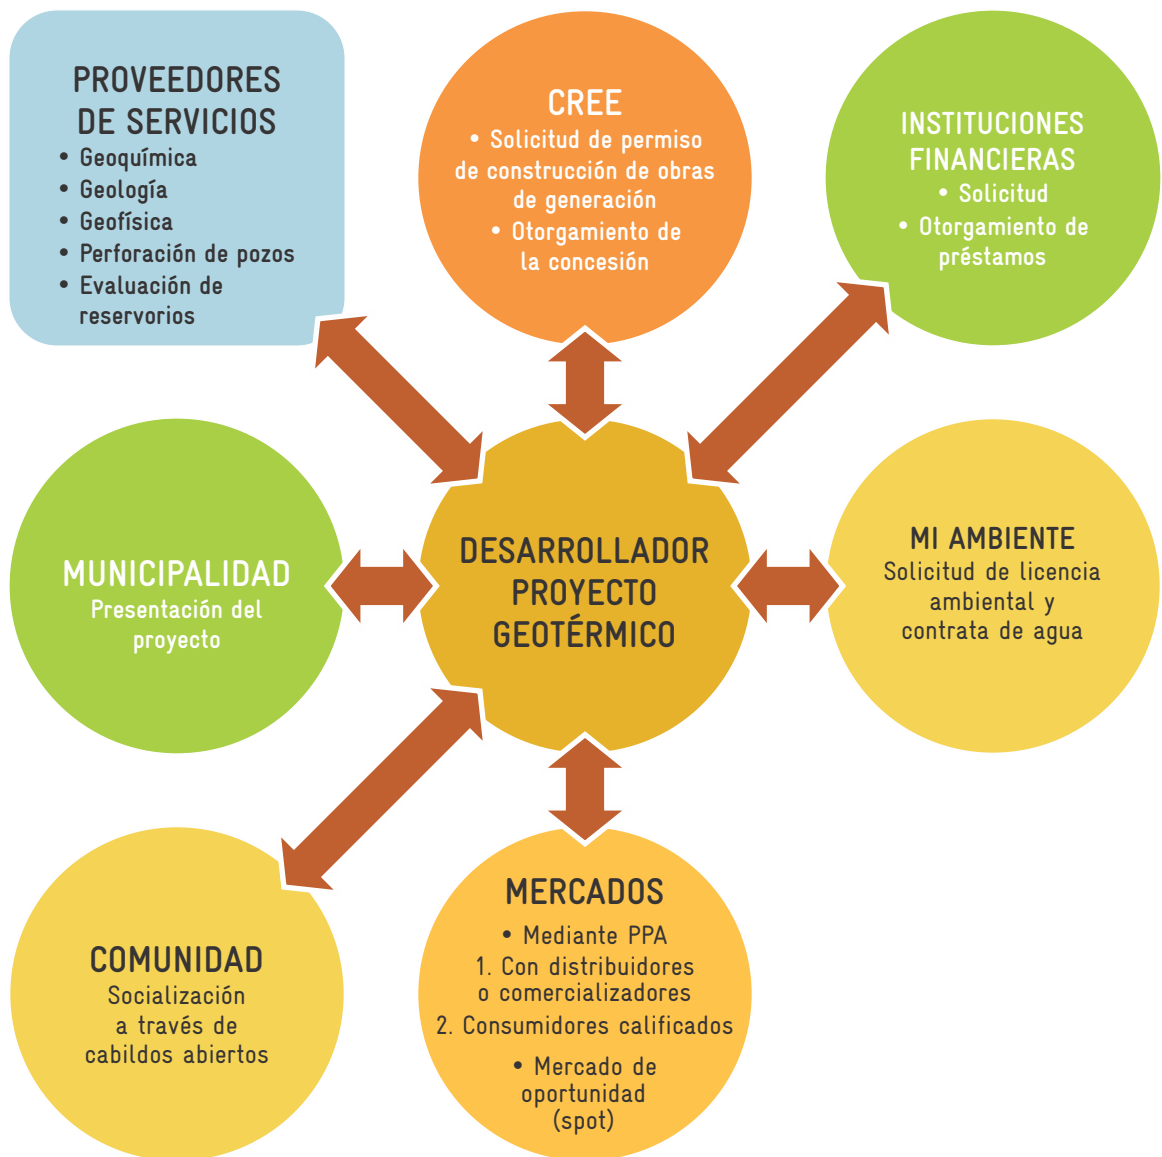 PROVEEDORES
DE SERVICIOS
• Geoquímica
• Geología
• Geofísica
• Perforación de pozos
• Evaluación de
reservorios
CREE
• Solicitud de permiso
de construcción de obras
de generación
• Otorgamiento de
la concesión
INSTITUCIONES
FINANCIERAS
• Solicitud
• Otorgamiento de
préstamos
MUNICIPALIDAD
Presentación del
proyecto
DESARROLLADOR
PROYECTO
GEOTÉRMICO
MI AMBIENTE
Solicitud de licencia
ambiental y
contrata de agua
COMUNIDAD
Socialización
a través de
cabildos abiertos
MERCADOS
• Mediante PPA
1. Con distribuidores
o comercializadores
2. Consumidores calificados
• Mercado de
oportunidad
(spot)